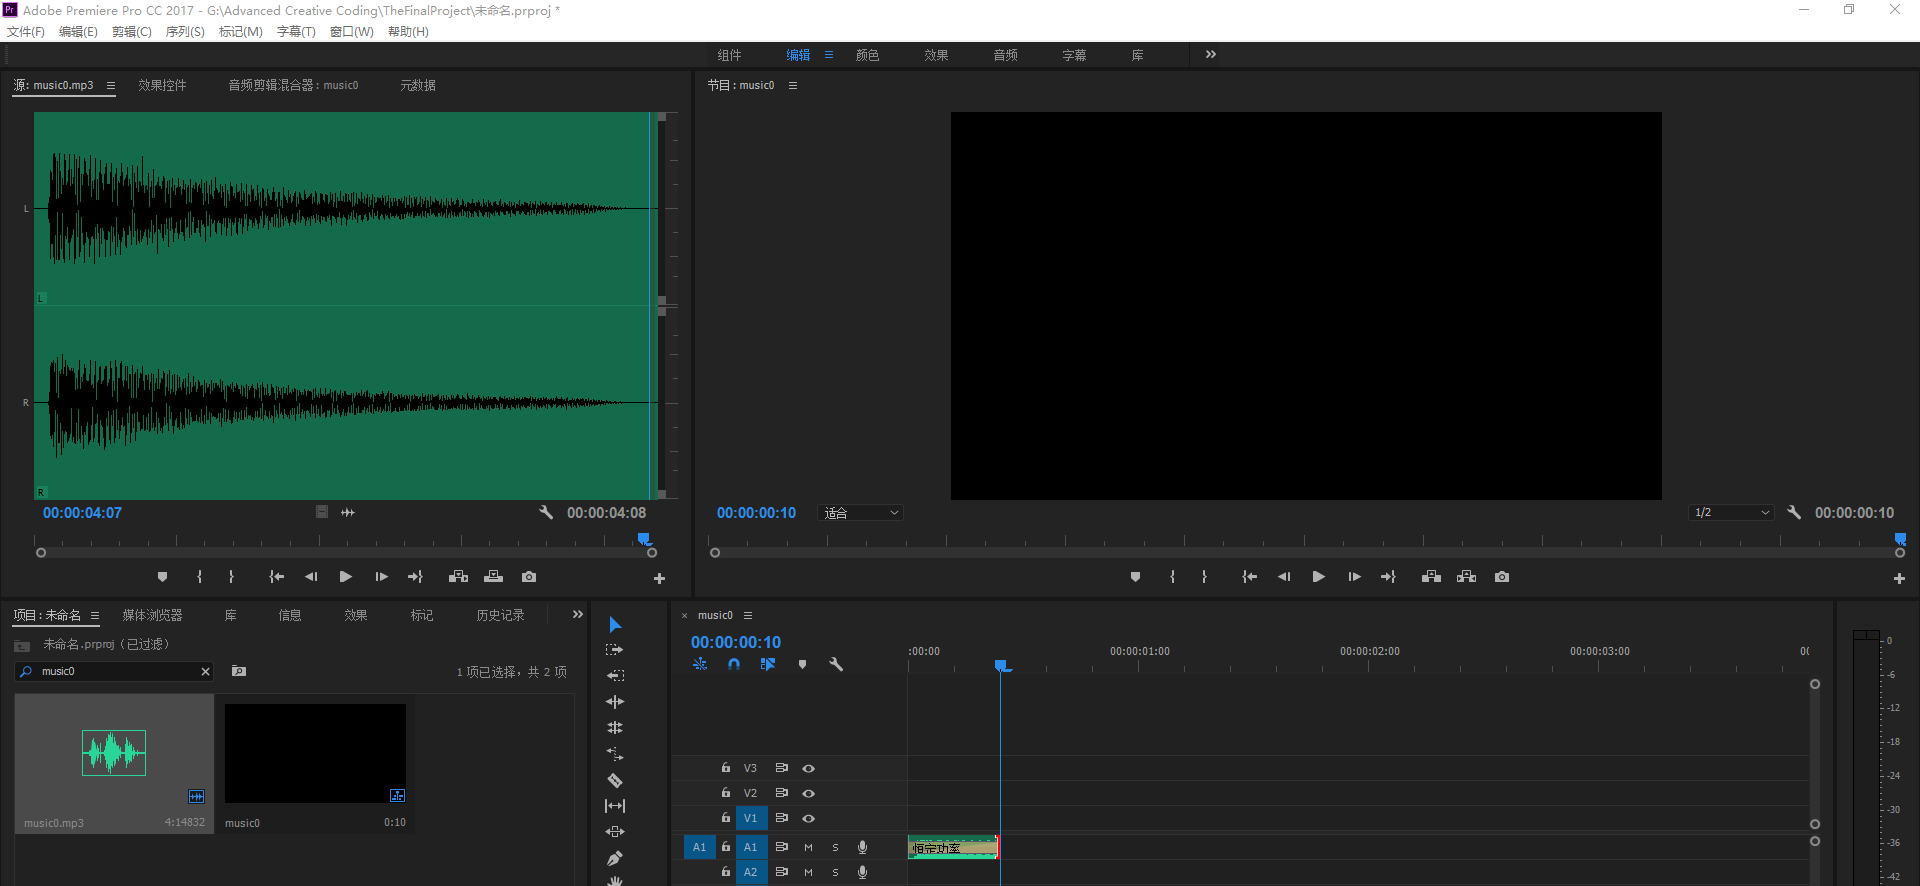 Pr Adobe Premiere Pro CC 2017 - G:\Advanced Creative Coding\TheFinalProject\未命名.prproj *
文件(F) 编辑(E) 剪辑(C) 序列(S) 标记(M) 字幕(T) 窗口(W) 帮助(H)
组件 编辑 颜色 效果 音频 字幕 库
源: music0.mp3 效果控件 音频剪辑混合器: music0 元数据
节目: music0
L
L
R
R
00:00:04:07 00:00:04:08
00:00:00:10 适合 1/2 00:00:00:10
项目: 未命名 媒体浏览器 库 信息 效果 标记 历史记录
未命名.prproj (已过滤)
music0
1 项已选择, 共 2 项
music0.mp3 4:14832
music0 0:10
× music0
00:00:00:10
:00:00 00:00:01:00 00:00:02:00 00:00:03:00 00
V3
V2
V1
A1 A1 M S 恒定功率
A2 M S
0
-6
-12
-18
-24
-30
-36
-42